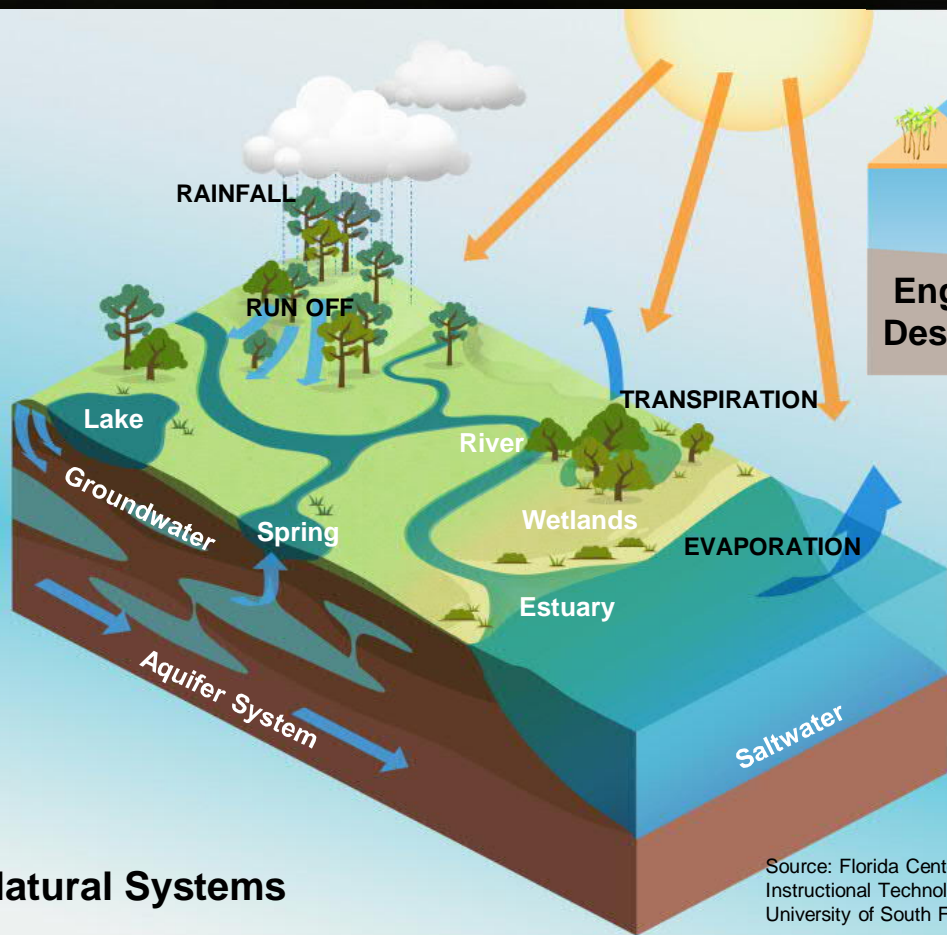 RAINFALL
RUN OFF
Eng
Des
TRANSPIRATION
Lake
River
Groundwater
Spring
Wetlands
EVAPORATION
Estuary
Aquifer System
Saltwater
Natural Systems
Source: Florida Cent
Instructional Technol
University of South F